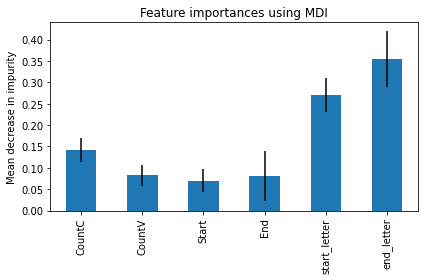 Feature importances using MDI
Mean decrease in impurity
0.40
0.35
0.30
0.25
0.20
0.15
0.10
0.05
0.00
CountC
CountV
Start
End
start_letter
end_letter